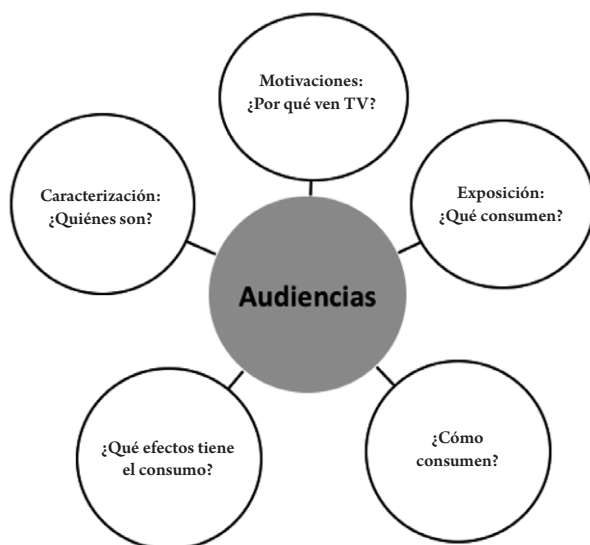 Motivaciones:
¿Por qué ven TV?
Caracterización:
¿Quiénes son?
Exposición:
¿Qué consumen?
Audiencias
¿Qué efectos tiene
el consumo?
¿Cómo
consumen?